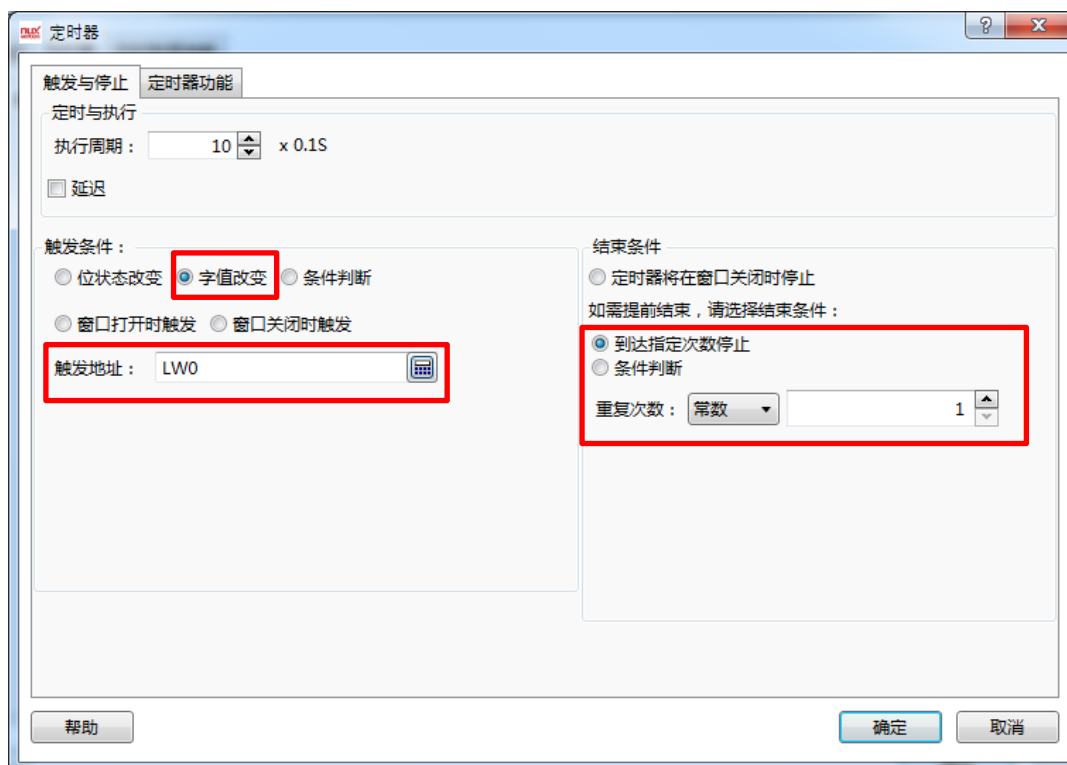 定时器
触发与停止 定时器功能
定时与执行
执行周期： 10 x 0.1S
延迟
触发条件：
位状态改变 字值改变 条件判断
窗口打开时触发 窗口关闭时触发
触发地址： LW0
结束条件
定时器将在窗口关闭时停止
如需提前结束，请选择结束条件：
到达指定次数停止
条件判断
重复次数： 常数 1
帮助 确定 取消